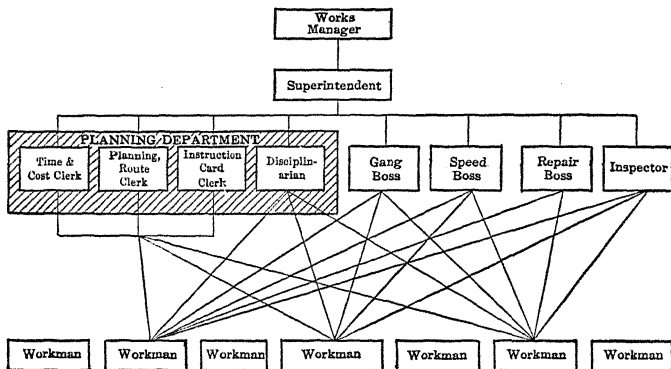 Works
Manager
Superintendent
PLANNING DEPARTMENT
Time &
Cost Clerk
Planning,
Route
Clerk
Instruction
Card
Clerk
Disciplin-
arian
Gang
Boss
Speed
Boss
Repair
Boss
Inspector
Workman
Workman
Workman
Workman
Workman
Workman
Workman